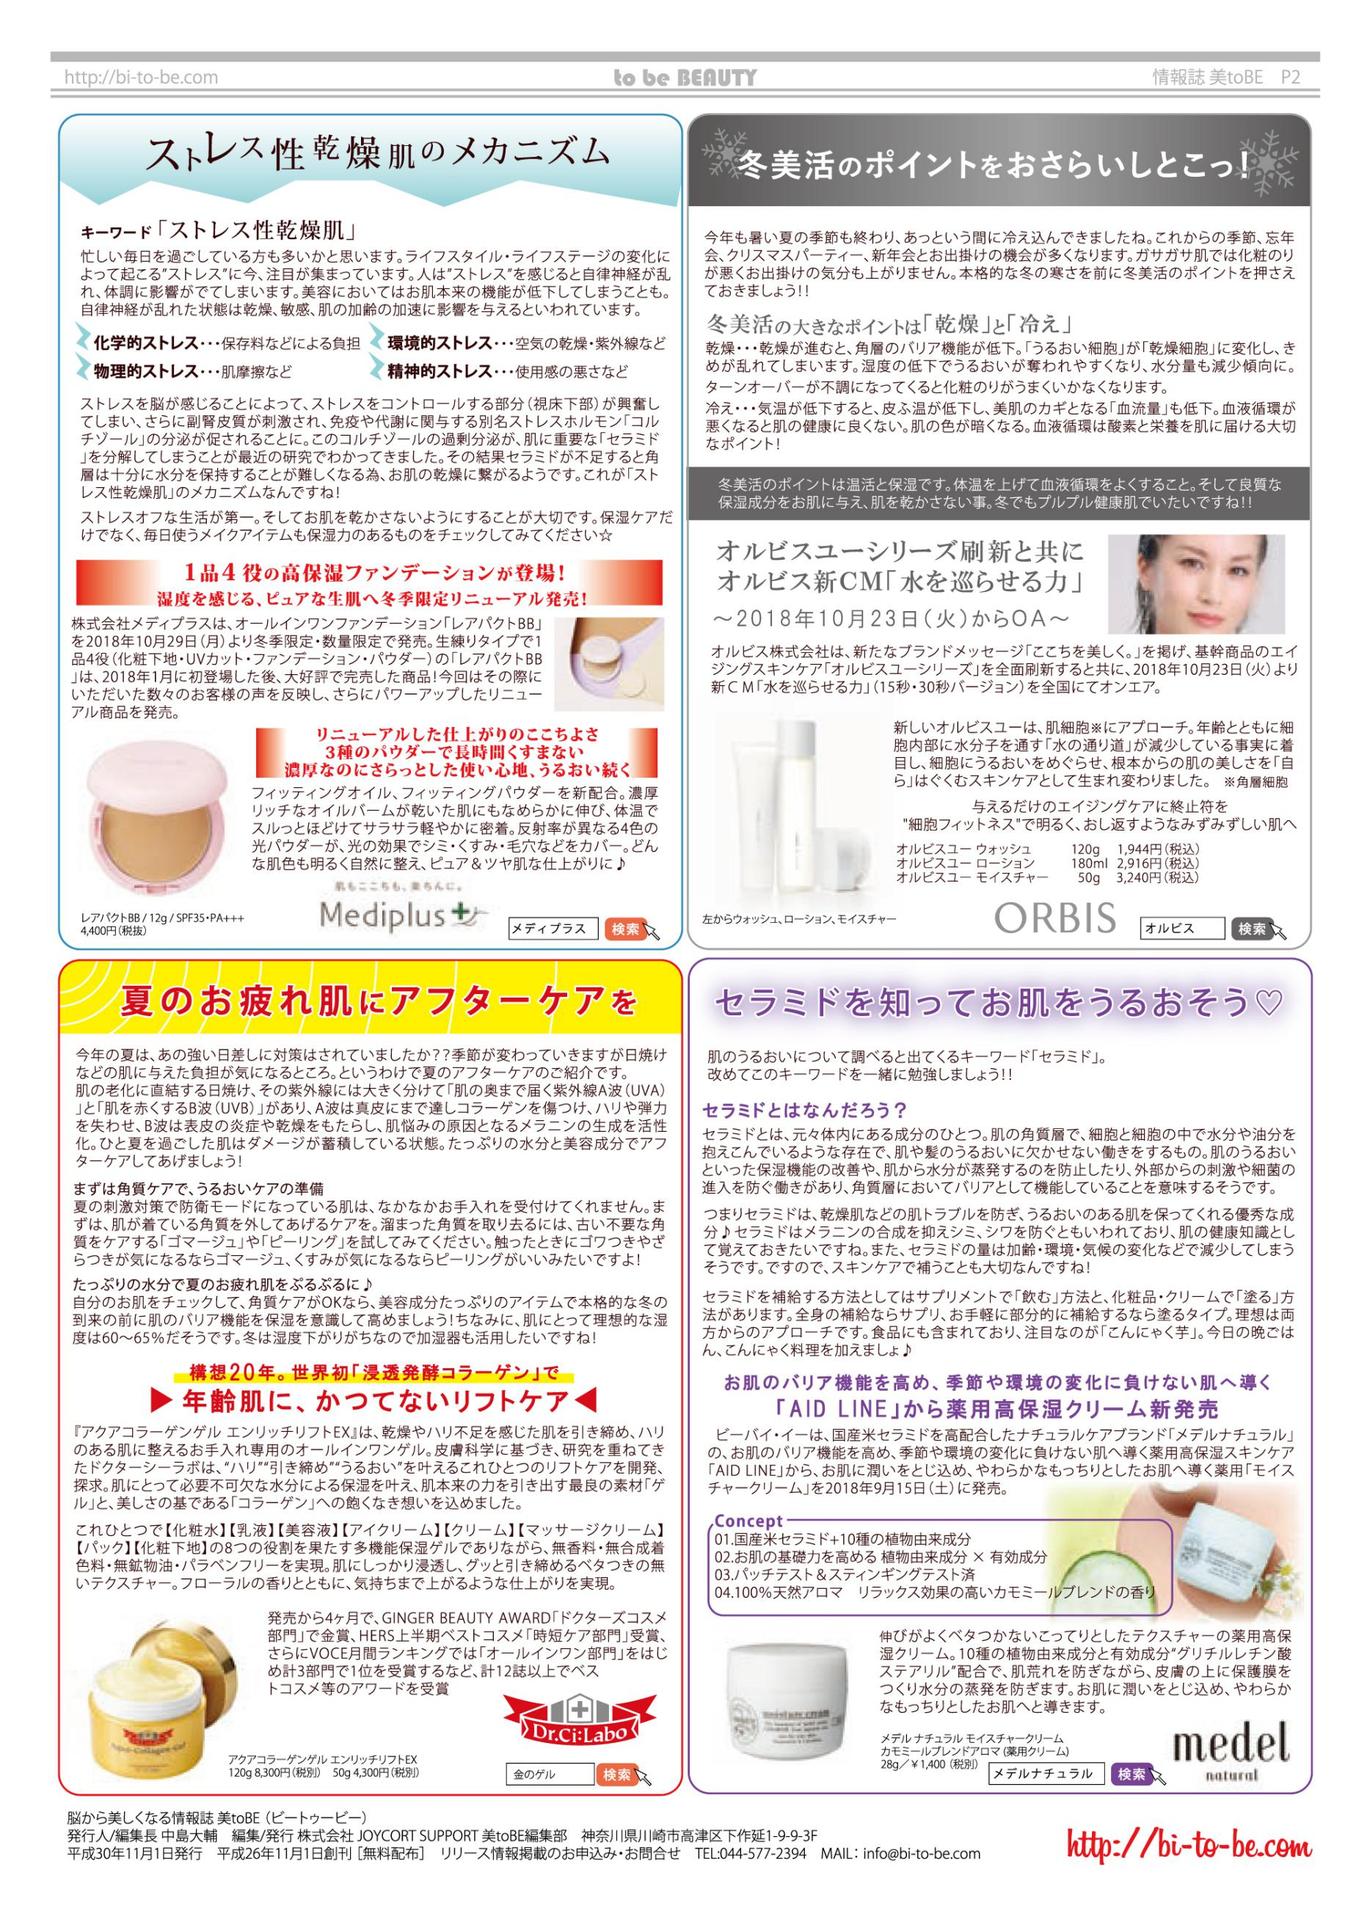 http://bi-to-be.com
to be BEAUTY
情報誌 美toBE P2
ストレス性乾燥肌のメカニズム
キーワード「ストレス性乾燥肌」
忙しい毎日を過ごしている方も多いかと思います。ライフスタイル・ライフステージの変化に
よって起こる"ストレス"に今、注目が集まっています。人は"ストレス"を感じると自律神経が乱
れ、体調に影響がでてしまいます。美容においてはお肌本来の機能が低下してしまうことも。
自律神経が乱れた状態は乾燥、敏感、肌の加齢の加速に影響を与えるといわれています。
化学的ストレス・・・保存料などによる負担
環境的ストレス・・・空気の乾燥・紫外線など
物理的ストレス・・・肌摩擦など
精神的ストレス・・・使用感の悪さなど
ストレスを脳が感じることによって、ストレスをコントロールする部分（視床下部）が興奮し
てしまい、さらに副腎皮質が刺激され、免疫や代謝に関与する別名ストレスホルモン「コル
チゾール」の分泌が促されることに。このコルチゾールの過剰分泌が、肌に重要な「セラミド
」を分解してしまうことが最近の研究でわかってきました。その結果セラミドが不足すると角
層は十分に水分を保持することが難しくなる為、お肌の乾燥に繋がるようです。これが「スト
レス性乾燥肌」のメカニズムなんですね！
ストレスオフな生活が第一。そしてお肌を乾かさないようにすることが大切です。保湿ケアだ
けでなく、毎日使うメイクアイテムも保湿力のあるものをチェックしてみてください☆
1品4役の高保湿ファンデーションが登場！
湿度を感じる、ピュアな生肌へ冬季限定リニューアル発売！
株式会社メディプラスは、オールインワンファンデーション「レアパクトBB」
を2018年10月29日（月）より冬季限定・数量限定で発売。生練りタイプで1
品4役（化粧下地・UVカット・ファンデーション・パウダー）の「レアパクトBB
」は、2018年1月に初登場した後、大好評で完売した商品！今回はその際に
いただいた数々のお客様の声を反映し、さらにパワーアップしたリニュー
アル商品を発売。
リニューアルした仕上がりのここちよさ
3種のパウダーで長時間くすまない
濃厚なのにさらっとした使い心地、うるおい続く
フィッティングオイル、フィッティングパウダーを新配合。濃厚
リッチなオイルバームが乾いた肌にもなめらかに伸び、体温で
スルっとほどけてサラサラ軽やかに密着。反射率が異なる4色の
光パウダーが、光の効果でシミ・くすみ・毛穴などをカバー。どん
な肌色も明るく自然に整え、ピュア＆ツヤ肌な仕上がりに♪
肌もここちも、楽ちんに。
Mediplus
レアパクトBB / 12g / SPF35・PA+++
4,400円（税抜）
メディプラス 検索
冬美活のポイントをおさらいしとこっ！
今年も暑い夏の季節も終わり、あっという間に冷え込んできましたね。これからの季節、忘年
会、クリスマスパーティー、新年会とお出掛けの機会が多くなります。ガサガサ肌では化粧のり
が悪くお出掛けの気分も上がりません。本格的な冬の寒さを前に冬美活のポイントを押さえ
ておきましょう！！
冬美活の大きなポイントは「乾燥」と「冷え」
乾燥・・・乾燥が進むと、角層のバリア機能が低下。「うるおい細胞」が「乾燥細胞」に変化し、き
めが乱れてしまいます。湿度の低下でうるおいが奪われやすくなり、水分量も減少傾向に。
ターンオーバーが不調になってくると化粧のりがうまくいかなくなります。
冷え・・・気温が低下すると、皮ふ温が低下し、美肌のカギとなる「血流量」も低下。血液循環が
悪くなると肌の健康に良くない。肌の色が暗くなる。血液循環は酸素と栄養を肌に届ける大切
なポイント！
冬美活のポイントは温活と保湿です。体温を上げて血液循環をよくすること。そして良質な
保湿成分をお肌に与え、肌を乾かさない事。冬でもプルプル健康肌でいたいですね！！
オルビスユーシリーズ刷新と共に
オルビス新CM「水を巡らせる力」
～2018年10月23日（火）からOA～
オルビス株式会社は、新たなブランドメッセージ「ここちを美しく。」を掲げ、基幹商品のエイ
ジングスキンケア「オルビスユーシリーズ」を全面刷新すると共に、2018年10月23日（火）より
新ＣＭ「水を巡らせる力」（15秒・30秒バージョン）を全国にてオンエア。
新しいオルビスユーは、肌細胞※にアプローチ。年齢とともに細
胞内部に水分子を通す「水の通り道」が減少している事実に着
目し、細胞にうるおいをめぐらせ、根本からの肌の美しさを「自
ら」はぐくむスキンケアとして生まれ変わりました。 ※角層細胞
与えるだけのエイジングケアに終止符を
"細胞フィットネス"で明るく、おし返すようなみずみずしい肌へ
オルビスユー ウォッシュ 120g 1,944円（税込）
オルビスユー ローション 180ml 2,916円（税込）
オルビスユー モイスチャー 50g 3,240円（税込）
左からウォッシュ、ローション、モイスチャー
ORBIS
オルビス 検索
夏のお疲れ肌にアフターケアを
今年の夏は、あの強い日差しに対策はされていましたか？？季節が変わっていきますが日焼け
などの肌に与えた負担が気になるところ。というわけで夏のアフターケアのご紹介です。
肌の老化に直結する日焼け、その紫外線には大きく分けて「肌の奥まで届く紫外線A波（UVA）
」と「肌を赤くするB波（UVB）」があり、A波は真皮にまで達しコラーゲンを傷つけ、ハリや弾力
を失わせ、B波は表皮の炎症や乾燥をもたらし、肌悩みの原因となるメラニンの生成を活性
化。ひと夏を過ごした肌はダメージが蓄積している状態。たっぷりの水分と美容成分でアフ
ターケアしてあげましょう！
まずは角質ケアで、うるおいケアの準備
夏の刺激対策で防衛モードになっている肌は、なかなかお手入れを受付けてくれません。ま
ずは、肌が着ている角質を外してあげるケアを。溜まった角質を取り去るには、古い不要な角
質をケアする「ゴマージュ」や「ピーリング」を試してみてください。触ったときにゴワつきやざ
らつきが気になるならゴマージュ、くすみが気になるならピーリングがいいみたいですよ！
たっぷりの水分で夏のお疲れ肌をぷるぷるに♪
自分のお肌をチェックして、角質ケアがOKなら、美容成分たっぷりのアイテムで本格的な冬の
到来の前に肌のバリア機能を保湿を意識して高めましょう！ちなみに、肌にとって理想的な湿
度は60～65％だそうです。冬は湿度下がりがちなので加湿器も活用したいですね！
構想20年。世界初「浸透発酵コラーゲン」で
▶年齢肌に、かつてないリフトケア◀
『アクアコラーゲンゲル エンリッチリフトEX』は、乾燥やハリ不足を感じた肌を引き締め、ハリ
のある肌に整えるお手入れ専用のオールインワンゲル。皮膚科学に基づき、研究を重ねてき
たドクターシーラボは、"ハリ""引き締め""うるおい"を叶えるこれひとつのリフトケアを開発、
探求。肌にとって必要不可欠な水分による保湿を叶え、肌本来の力を引き出す最良の素材「ゲ
ル」と、美しさの基である「コラーゲン」への飽くなき想いを込めました。
これひとつで【化粧水】【乳液】【美容液】【アイクリーム】【クリーム】【マッサージクリーム】
【パック】【化粧下地】の8つの役割を果たす多機能保湿ゲルでありながら、無香料・無合成着
色料・無鉱物油・パラベンフリーを実現。肌にしっかり浸透し、グッと引き締めるベタつきの無
いテクスチャー。フローラルの香りとともに、気持ちまで上がるような仕上がりを実現。
発売から4ヶ月で、GINGER BEAUTY AWARD「ドクターズコスメ
部門」で金賞、HERS上半期ベストコスメ「時短ケア部門」受賞、
さらにVOCE月間ランキングでは「オールインワン部門」をはじ
め計3部門で1位を受賞するなど、計12誌以上でベス
トコスメ等のアワードを受賞
Dr.Ci:Labo
アクアコラーゲンゲル エンリッチリフトEX
120g 8,300円（税別） 50g 4,300円（税別）
金のゲル 検索
セラミドを知ってお肌をうるおそう♡
肌のうるおいについて調べると出てくるキーワード「セラミド」。
改めてこのキーワードを一緒に勉強しましょう！！
セラミドとはなんだろう？
セラミドとは、元々体内にある成分のひとつ。肌の角質層で、細胞と細胞の中で水分や油分を
抱えこんでいるような存在で、肌や髪のうるおいに欠かせない働きをするもの。肌のうるおい
といった保湿機能の改善や、肌から水分が蒸発するのを防止したり、外部からの刺激や細菌の
進入を防ぐ働きがあり、角質層においてバリアとして機能していることを意味するそうです。
つまりセラミドは、乾燥肌などの肌トラブルを防ぎ、うるおいのある肌を保ってくれる優秀な成
分♪セラミドはメラニンの合成を抑えシミ、シワを防ぐともいわれており、肌の健康知識とし
て覚えておきたいですね。また、セラミドの量は加齢・環境・気候の変化などで減少してしまう
そうです。ですので、スキンケアで補うことも大切なんですね！
セラミドを補給する方法としてはサプリメントで「飲む」方法と、化粧品・クリームで「塗る」方
法があります。全身の補給ならサプリ、お手軽に部分的に補給するなら塗るタイプ。理想は両
方からのアプローチです。食品にも含まれており、注目なのが「こんにゃく芋」。今日の晩ごは
ん、こんにゃく料理を加えましょ♪
お肌のバリア機能を高め、季節や環境の変化に負けない肌へ導く
「AID LINE」から薬用高保湿クリーム新発売
ビーバイ・イーは、国産米セラミドを高配合したナチュラルケアブランド「メデルナチュラル」
の、お肌のバリア機能を高め、季節や環境の変化に負けない肌へ導く薬用高保湿スキンケア
「AID LINE」から、お肌に潤いをとじ込め、やわらかなもっちりとしたお肌へ導く薬用「モイス
チャークリーム」を2018年9月15日（土）に発売。
Concept
01.国産米セラミド+10種の植物由来成分
02.お肌の基礎力を高める 植物由来成分 × 有効成分
03.パッチテスト＆スティンギングテスト済
04.100%天然アロマ リラックス効果の高いカモミールブレンドの香り
伸びがよくベタつかないこってりとしたテクスチャーの薬用高保
湿クリーム。10種の植物由来成分と有効成分"グリチルレチン酸
ステアリル"配合で、肌荒れを防ぎながら、皮膚の上に保護膜を
つくり水分の蒸発を防ぎます。お肌に潤いをとじ込め、やわらか
なもっちりとしたお肌へと導きます。
moisture cream
メデル ナチュラル モイスチャークリーム
カモミールブレンドアロマ (薬用クリーム)
28g／￥1,400（税別）
メデルナチュラル 検索
medel
natural
脳から美しくなる情報誌 美toBE（ビートゥービー）
発行人/編集長 中島大輔 編集/発行 株式会社 JOYCORT SUPPORT 美toBE編集部 神奈川県川崎市高津区下作延1-9-9-3F
平成30年11月1日発行 平成26年11月1日創刊［無料配布］ リリース情報掲載のお申込み・お問合せ TEL:044-577-2394 MAIL： info@bi-to-be.com
http://bi-to-be.com